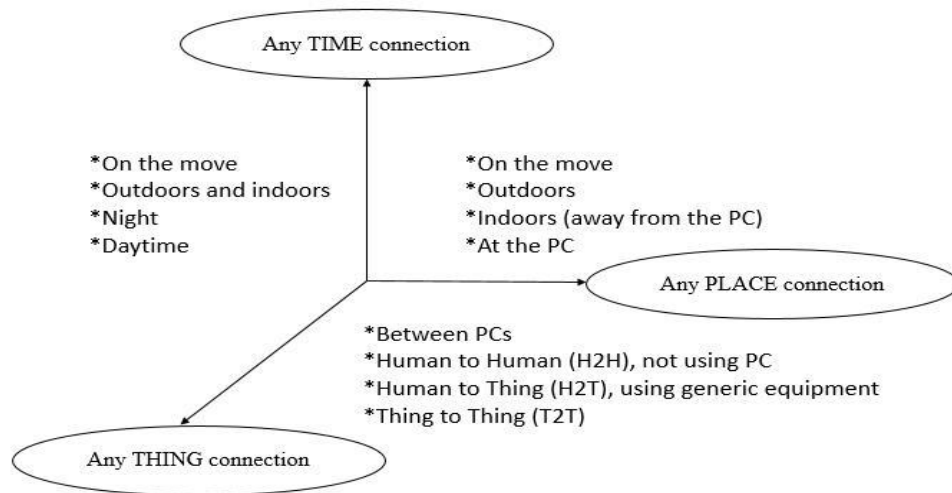 Any TIME connection
*On the move
*Outdoors and indoors
*Night
*Daytime
*On the move
*Outdoors
*Indoors (away from the PC)
*At the PC
Any PLACE connection
*Between PCs
*Human to Human (H2H), not using PC
*Human to Thing (H2T), using generic equipment
*Thing to Thing (T2T)
Any THING connection